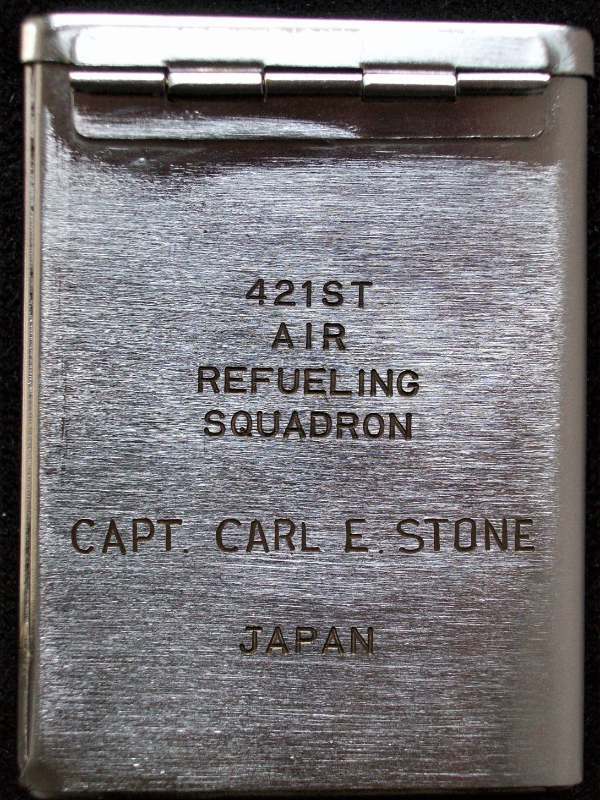 421ST
AIR
REFUELING
SQUADRON
CAPT. CARL E. STONE
JAPAN